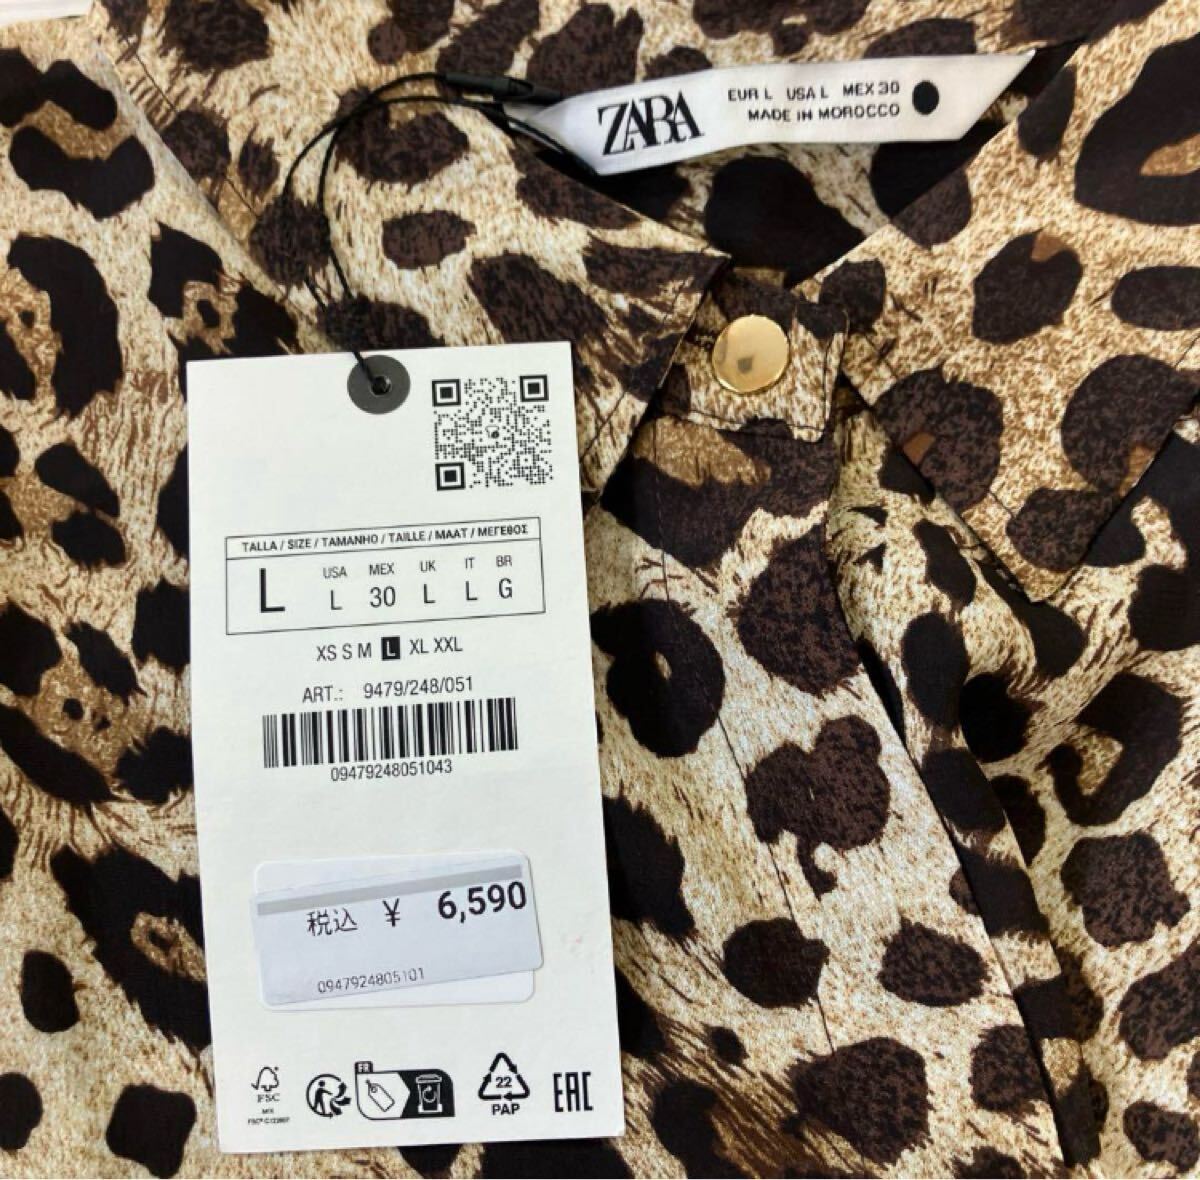 ZARA
EUR L USA L MEX 30
MADE IN MOROCCO
TALLA / SIZE / TAMANHO / TAILLE / MAAT / ΜΕΓΕΘΟΣ
L
USA MEX UK IT BR
L 30 L L G
XS S M L XL XXL
ART.: 9479/248/051
09479248051043
税込 ¥ 6,590
0947924805101
FSC
MIX
FR
22
PAP
EAC